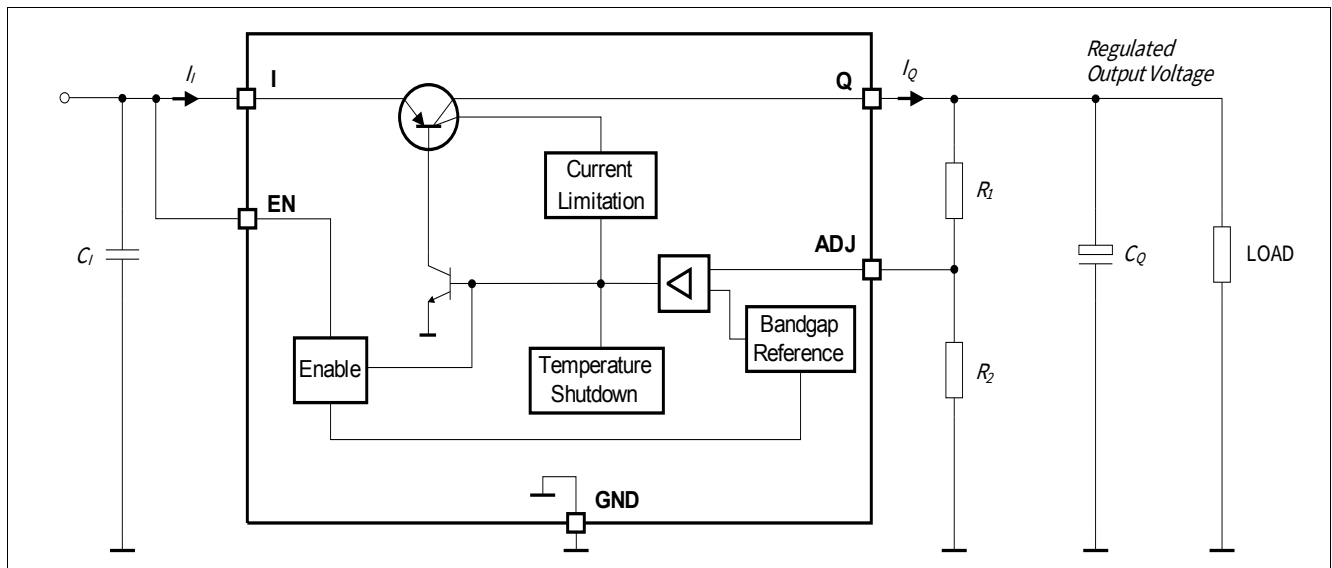 Regulated
Output Voltage
I_I
I
Q
I_Q
Current
Limitation
R_1
EN
ADJ
C_I
C_Q
LOAD
Bandgap
Reference
Enable
Temperature
Shutdown
R_2
GND